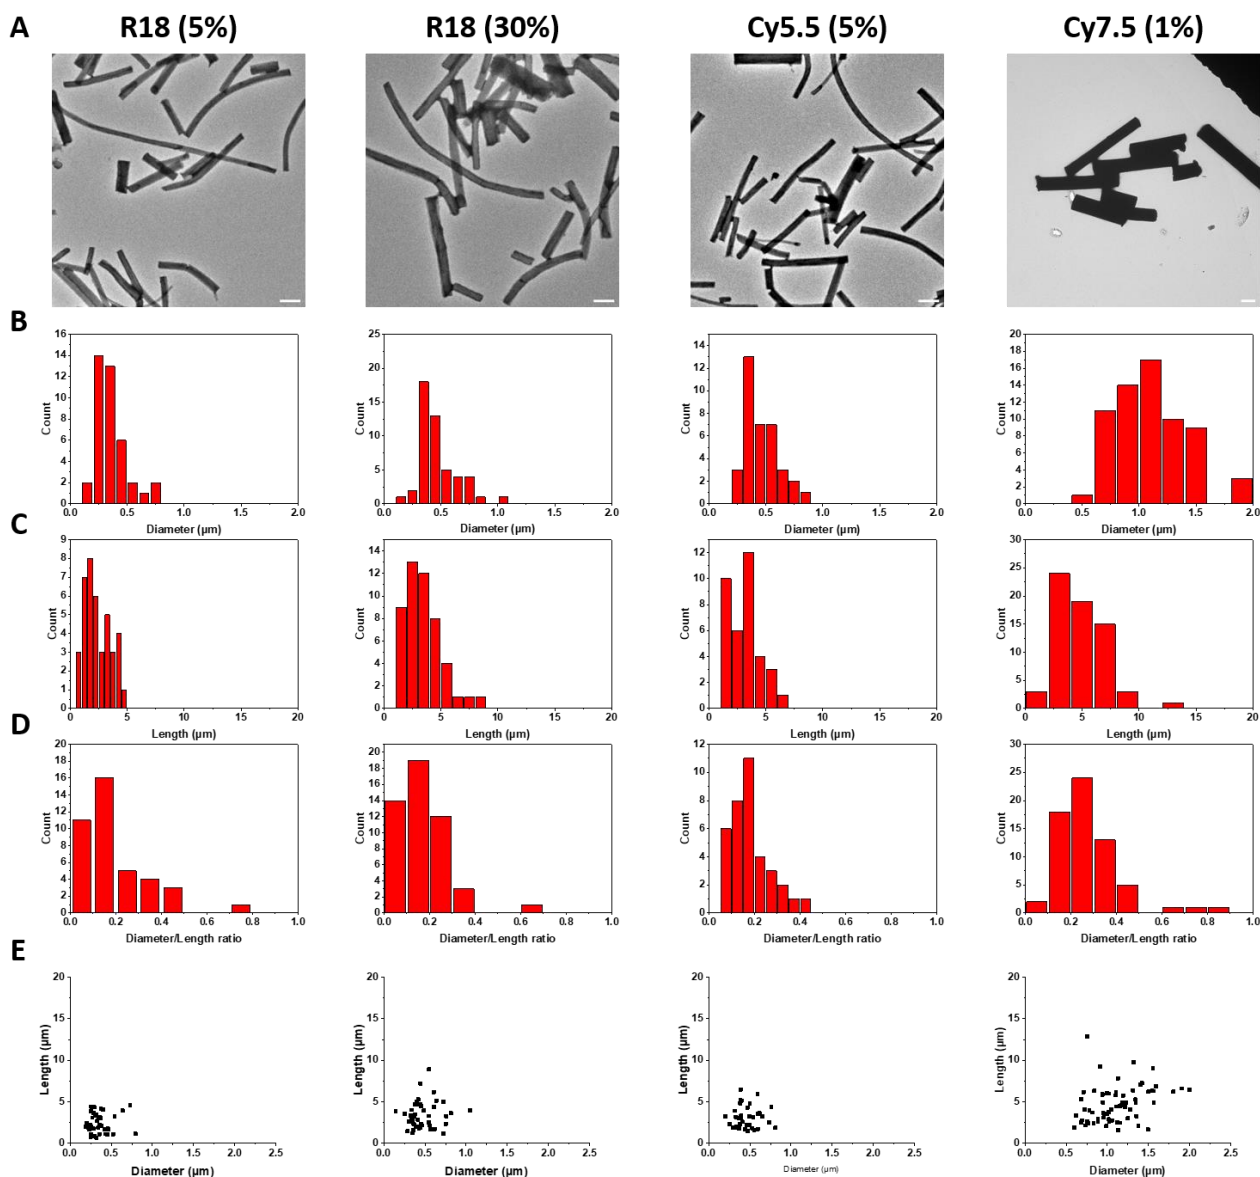 A R18 (5%) R18 (30%) Cy5.5 (5%) Cy7.5 (1%)
B
Count
16
14
12
10
8
6
4
2
0
0.0 0.5 1.0 1.5 2.0
Diameter (µm)
Count
25
20
15
10
5
0
0.0 0.5 1.0 1.5 2.0
Diameter (µm)
Count
14
12
10
8
6
4
2
0
0.0 0.5 1.0 1.5 2.0
Diameter (µm)
Count
20
18
16
14
12
10
8
6
4
2
0
0.0 0.5 1.0 1.5 2.0
Diameter (µm)
C
Count
9
8
7
6
5
4
3
2
1
0
0 5 10 15 20
Length (µm)
Count
14
12
10
8
6
4
2
0
0 5 10 15 20
Length (µm)
Count
12
10
8
6
4
2
0
0 5 10 15 20
Length (µm)
Count
30
25
20
15
10
5
0
0 5 10 15 20
Length (µm)
D
Count
20
18
16
14
12
10
8
6
4
2
0
0.0 0.2 0.4 0.6 0.8 1.0
Diameter/Length ratio
Count
20
18
16
14
12
10
8
6
4
2
0
0.0 0.2 0.4 0.6 0.8 1.0
Diameter/Length ratio
Count
12
10
8
6
4
2
0
0.0 0.2 0.4 0.6 0.8 1.0
Diameter/Length ratio
Count
30
25
20
15
10
5
0
0.0 0.2 0.4 0.6 0.8 1.0
Diameter/Length ratio
E
Length (µm)
20
15
10
5
0
0.0 0.5 1.0 1.5 2.0 2.5
Diameter (µm)
Length (µm)
20
15
10
5
0
0.0 0.5 1.0 1.5 2.0 2.5
Diameter (µm)
Length (µm)
20
15
10
5
0
0.0 0.5 1.0 1.5 2.0 2.5
Diameter (µm)
Length (µm)
20
15
10
5
0
0.0 0.5 1.0 1.5 2.0 2.5
Diameter (µm)